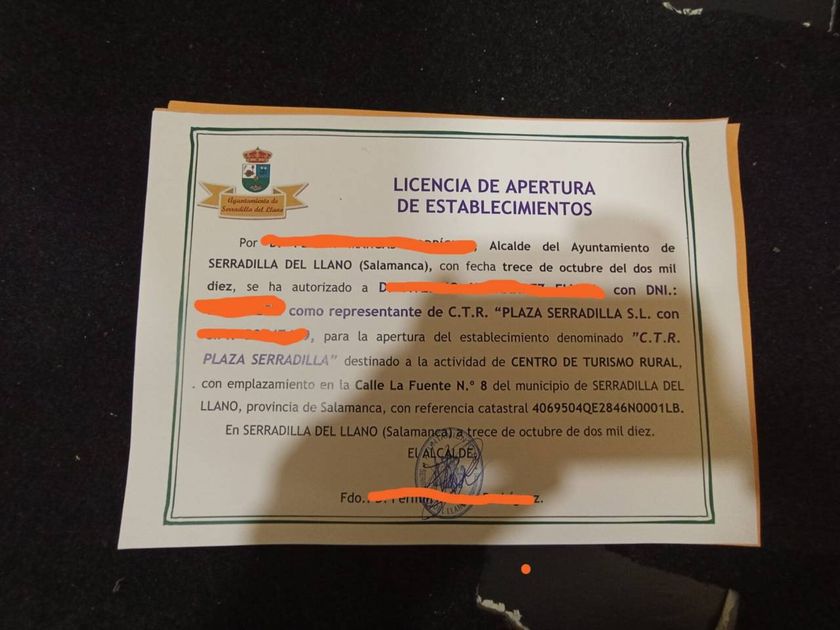 Ayuntamiento de
Serradilla del Llano
LICENCIA DE APERTURA
DE ESTABLECIMIENTOS
Por , Alcalde del Ayuntamiento de
SERRADILLA DEL LLANO (Salamanca), con fecha trece de octubre del dos mil
diez, se ha autorizado a con DNI.:
como representante de C.T.R. “PLAZA SERRADILLA S.L. con
, para la apertura del establecimiento denominado “C.T.R.
PLAZA SERRADILLA” destinado a la actividad de CENTRO DE TURISMO RURAL,
. con emplazamiento en la Calle La Fuente N.º 8 del municipio de SERRADILLA DEL
LLANO, provincia de Salamanca, con referencia catastral 4069504QE2846N0001LB.
En SERRADILLA DEL LLANO (Salamanca) a trece de octubre de dos mil diez.
El ALCALDE,
Fdo.: